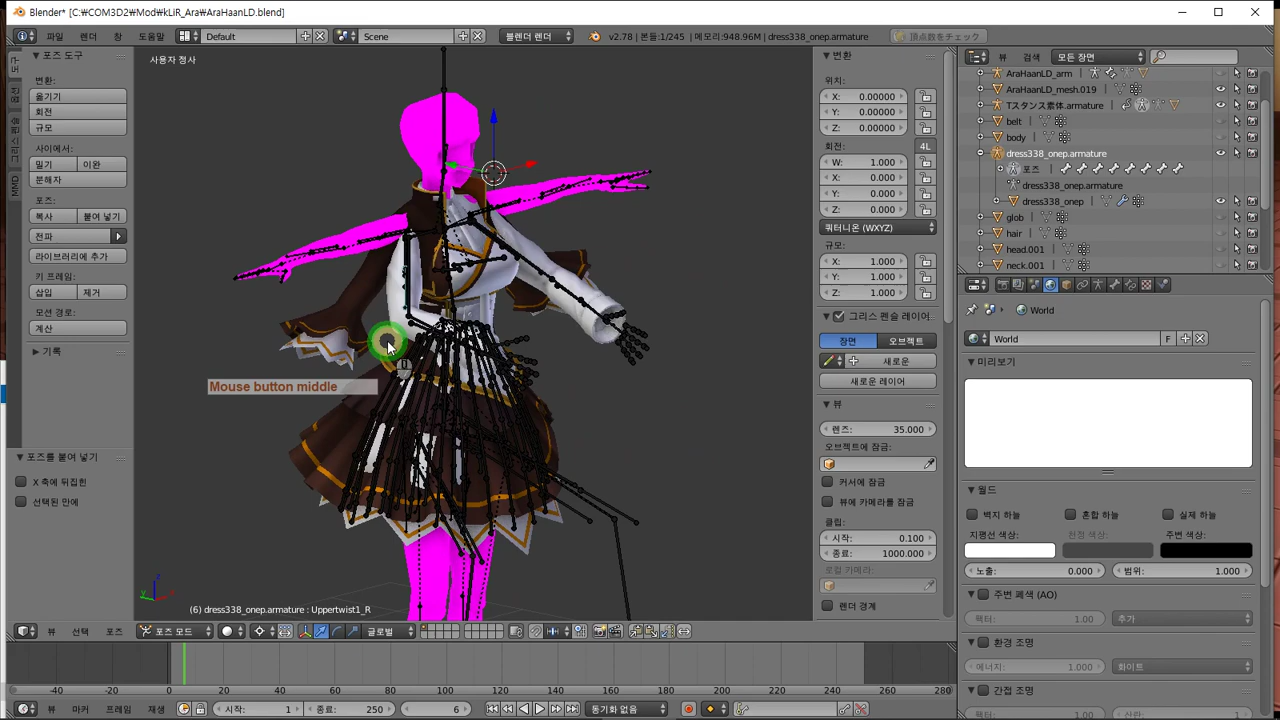 Blender* [C:₩COM3D2₩Mod₩kLiR_Ara₩AraHaanLD.blend]
파일 렌더 창 도움말 Default Scene 블렌더 렌더 v2.78 | 본들:1/245 | 메모리:948.96M | dress338_onep.armature 頂点数をチェック
포즈 도구
변환:
옮기기
회전
규모
사이에서:
밀기 이완
분해자
포즈:
복사 붙여 넣기
전파
라이브러리에 추가
키 프레임:
삽입 제거
모션 경로:
계산
기록
MMD
포즈를 붙여 넣기
X 축에 뒤집힌
선택된 만에
사용자 정사
Mouse button middle
(6) dress338_onep.armature : Uppertwist1_R
뷰 선택 포즈 포즈 모드 글로벌
변환
위치:
X: 0.00000
Y: 0.00000
Z: 0.00000
회전: 4L
W: 1.000
X: 0.000
Y: 0.000
Z: 0.000
쿼터니온 (WXYZ)
규모:
X: 1.000
Y: 1.000
Z: 1.000
그리스 펜슬 레이어
장면 오브젝트
새로운
새로운 레이어
뷰
렌즈: 35.000
오브젝트에 잠금:
커서에 잠금
뷰에 카메라를 잠금
클립:
시작: 0.100
종료: 1000.000
로컬 카메라:
렌더 경계
뷰 검색 모든 장면
AraHaanLD_arm
AraHaanLD_mesh.019
Tスタンス素体.armature
belt
body
dress338_onep.armature
포즈
dress338_onep.armature
dress338_onep
glob
hair
head.001
neck.001
World
World F
미리보기
월드
벽지 하늘 혼합 하늘 실제 하늘
지평선 색상: 천정 색상: 주변 색상:
노출: 0.000 범위: 1.000
주변 폐색 (AO)
팩터: 1.00 추가
환경 조명
에너지: 1.000 화이트
간접 조명
팩터: 1.00
-40 -20 0 20 40 60 80 100 120 140 160 180 200 220 240 260 280
뷰 마커 프레임 재생 시작: 1 종료: 250 6 동기화 없음